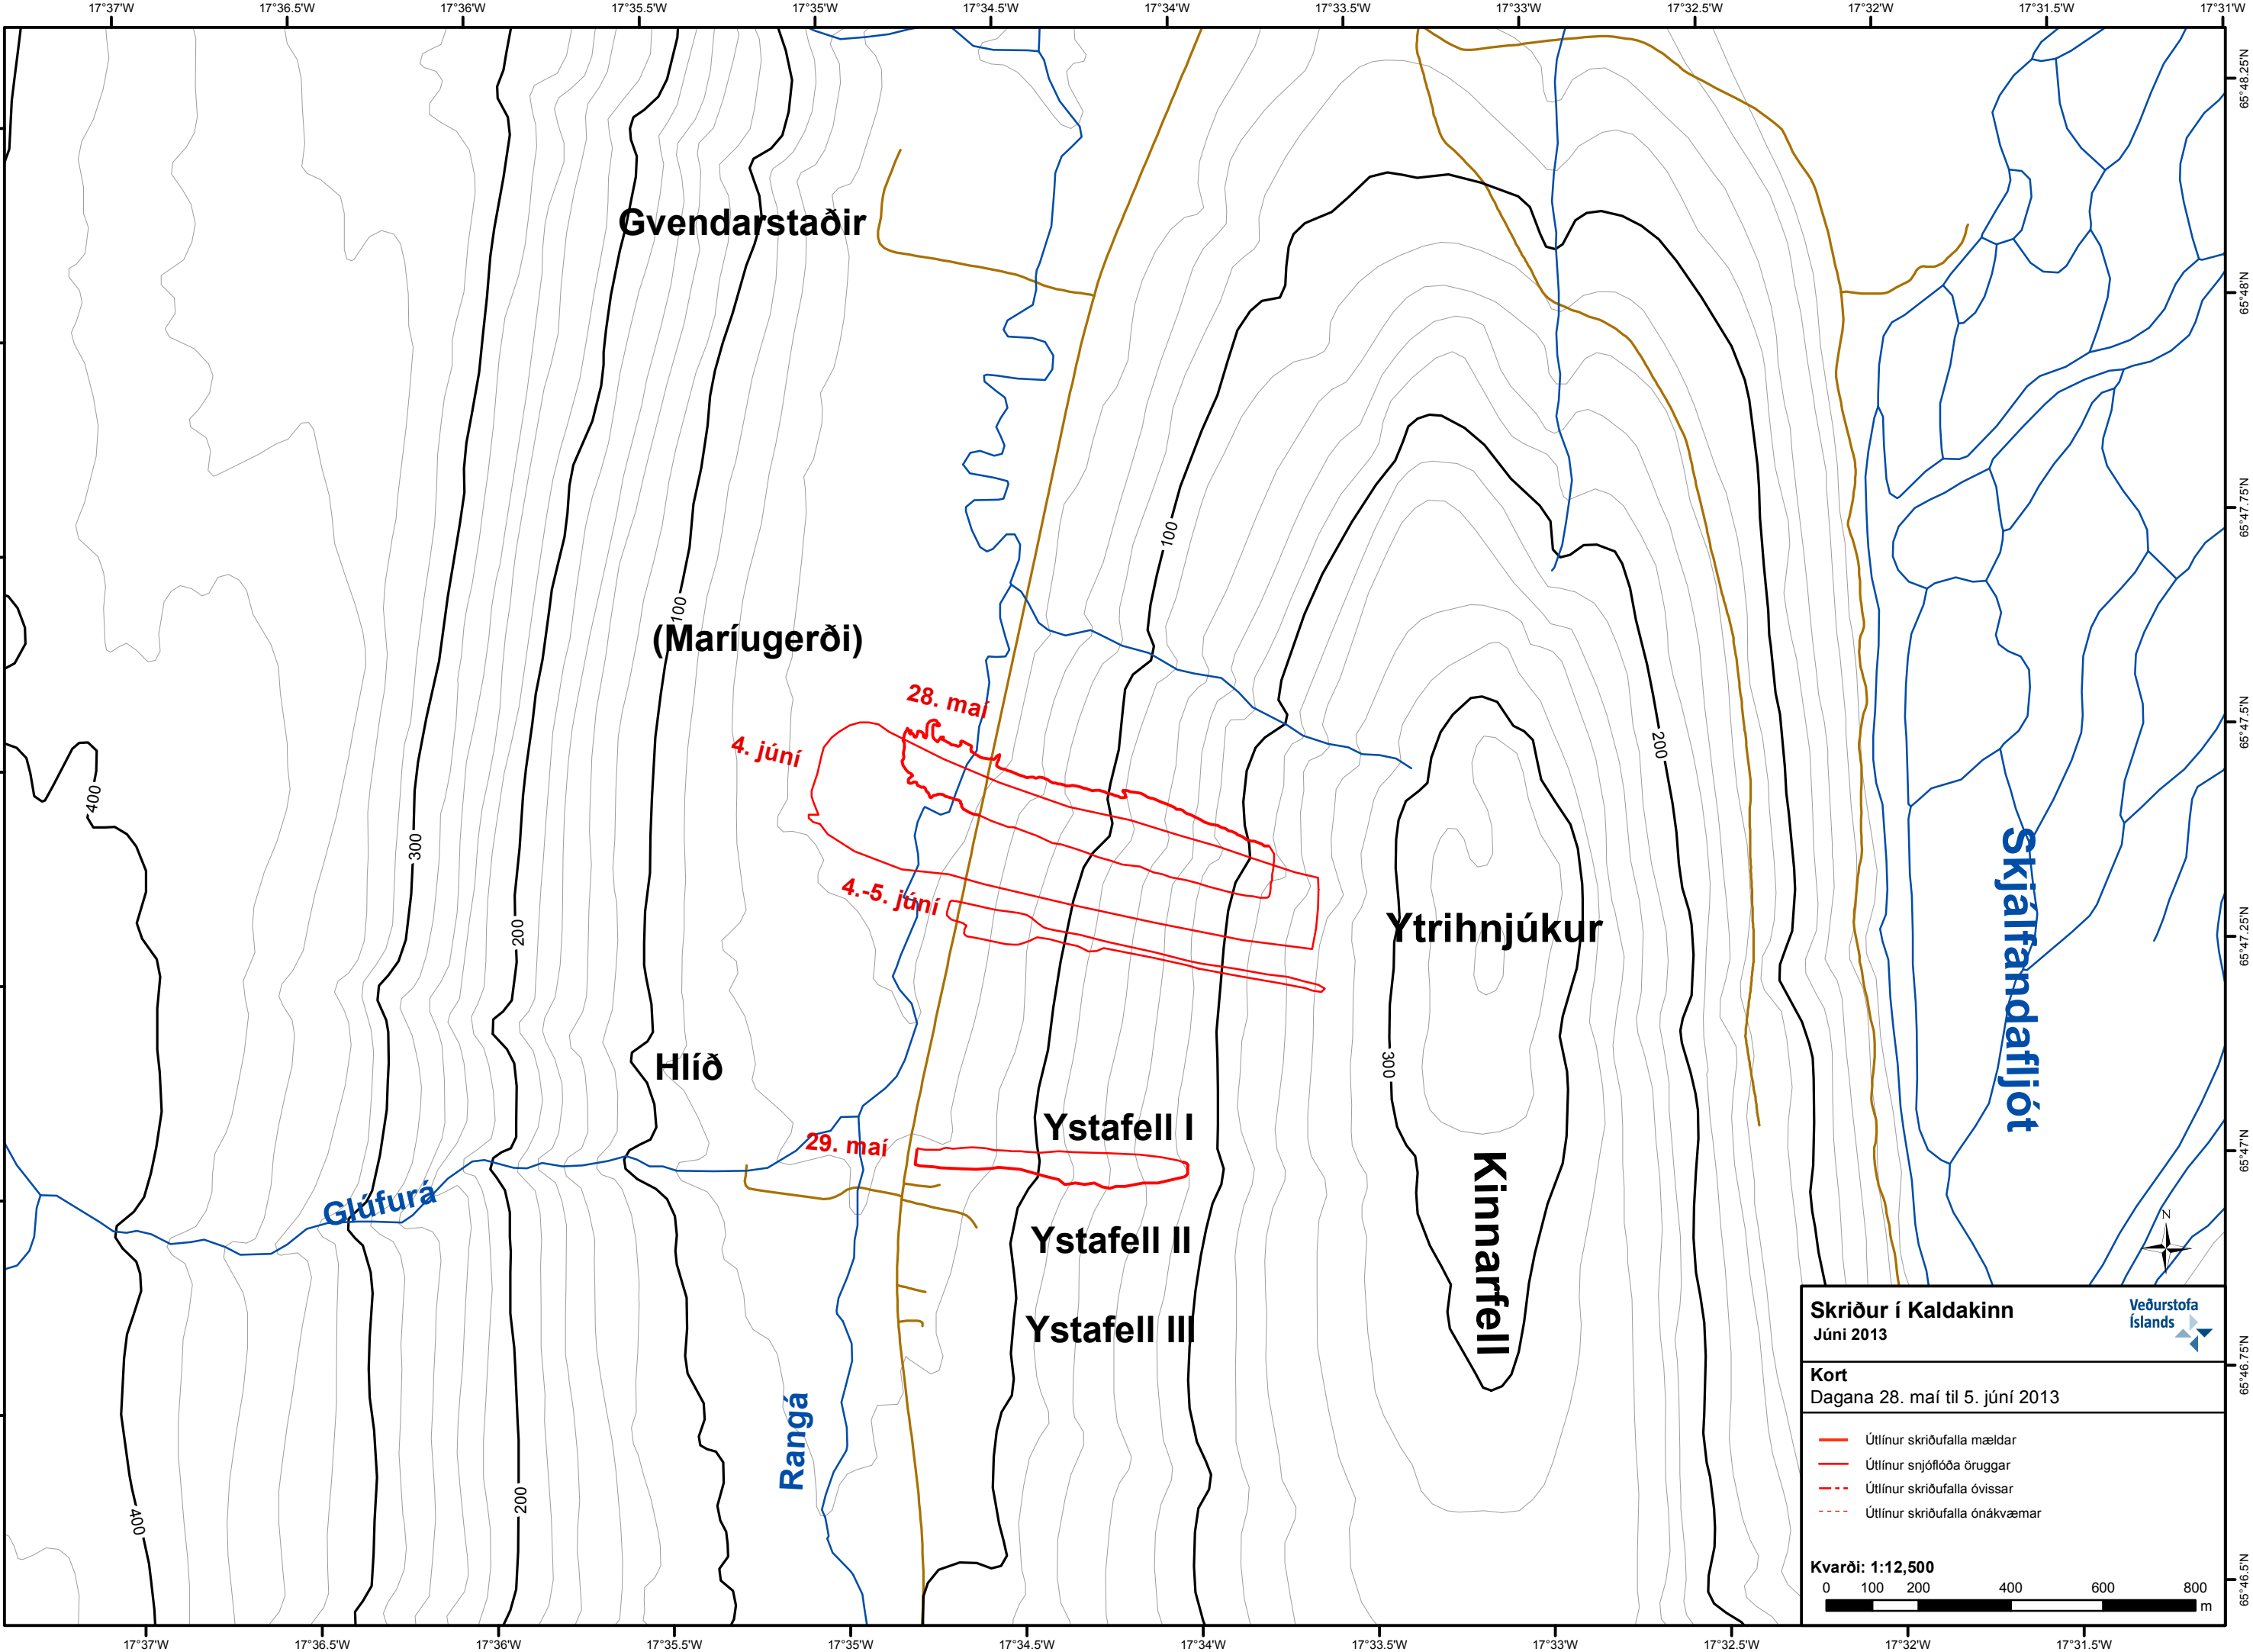 17°37'W 17°36.5'W 17°36'W 17°35.5'W 17°35'W 17°34.5'W 17°34'W 17°33.5'W 17°33'W 17°32.5'W 17°32'W 17°31.5'W 17°31'W
65°48.25'N
Gvendarstaðir
65°48'N
65°47.75'N
100
100
(Maríugerði)
28. maí
65°47.5'N
4. júní
200
400
300
Skjálfandafljót
4.-5. júní
200
Ytrihnjúkur
65°47.25'N
300
Hlíð
Ystafell I
29. maí
65°47'N
Glúfurá
Kinnarfell
N
Ystafell II
Ystafell III
Rangá
65°46.75'N
200
400
65°46.5'N
Skriður í Kaldakinn
Júni 2013
Veðurstofa
Íslands
Kort
Dagana 28. maí til 5. júní 2013
Útlínur skriðufalla mældar
Útlínur snjóflóða öruggar
Útlínur skriðufalla óvissar
Útlínur skriðufalla ónákvæmar
Kvarði: 1:12,500
0 100 200 400 600 800
m
17°37'W 17°36.5'W 17°36'W 17°35.5'W 17°35'W 17°34.5'W 17°34'W 17°33.5'W 17°33'W 17°32.5'W 17°32'W 17°31.5'W